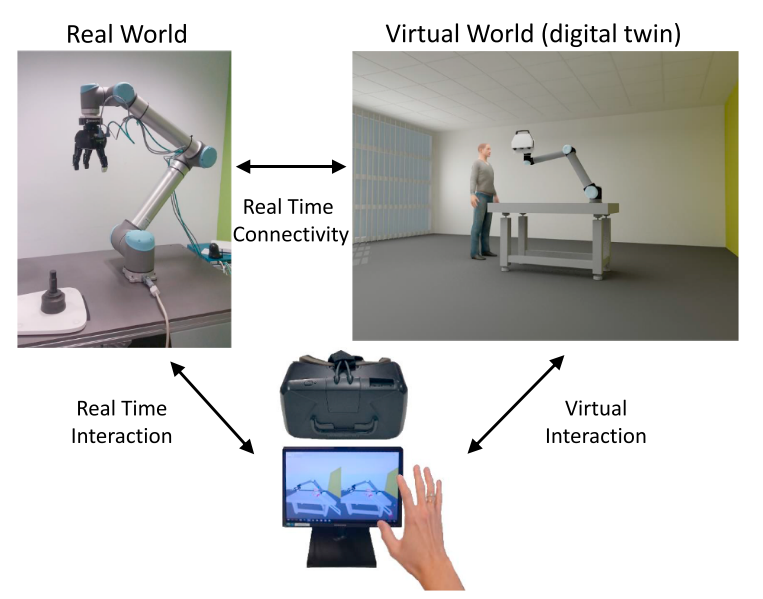 Real World
Virtual World (digital twin)
Real Time
Connectivity
Real Time
Interaction
Virtual
Interaction